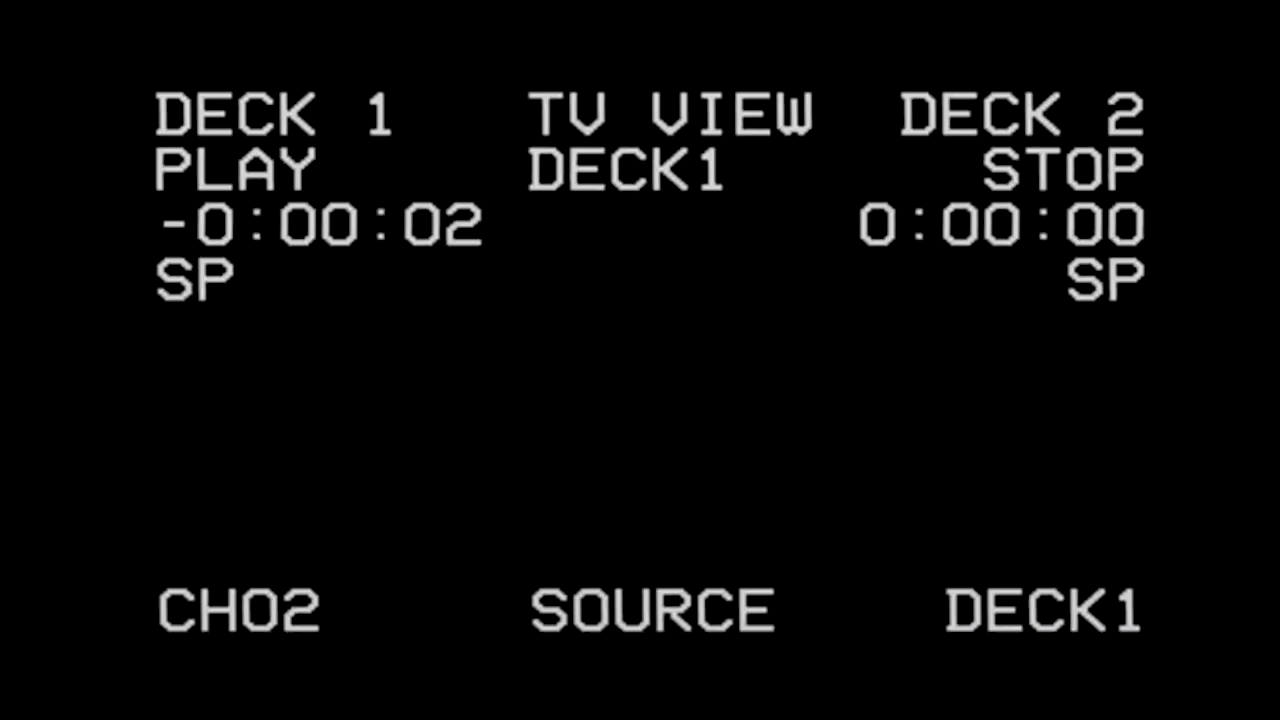 DECK 1 TV VIEW DECK 2
PLAY DECK1 STOP
-0:00:02 0:00:00
SP SP
CH02 SOURCE DECK1